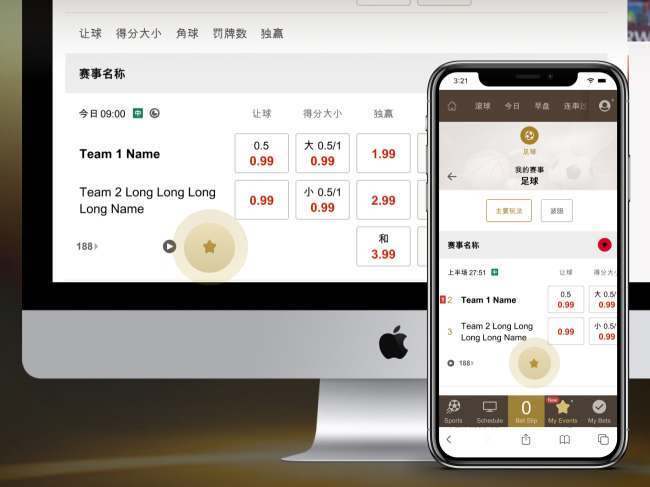 让球 得分大小 角球 罚牌数 独赢
赛事名称
今日 09:00 中 让球 得分大小 独赢
Team 1 Name
0.5
0.99
大 0.5/1
0.99
1.99
Team 2 Long Long Long
Long Name
0.99
小 0.5/1
0.99
2.99
188
和
3.99
3:21
滚球 今日 早盘 连串过
足球
我的赛事
足球
主要玩法 波胆
赛事名称
上半场 27:51 中 让球 得分大小
1 2 Team 1 Name
0.5
0.99
大 0.5/
0.99
3 Team 2 Long Long
Long Long Name
0.99
小 0.5/
0.99
188
New
0
Sports Schedule Bet Slip My Events My Bets